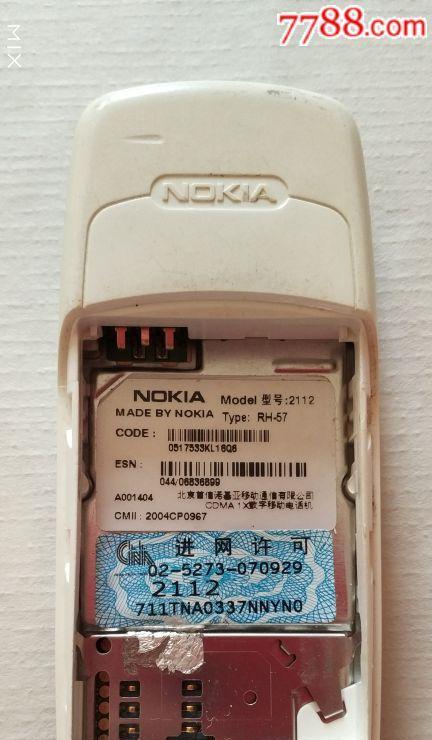 7788.com
MIX
NOKIA
NOKIA Model 型号:2112
MADE BY NOKIA Type: RH-57
CODE :
0517533KL16Q6
ESN :
044/06836899
A001404 北京首信诺基亚移动通信有限公司
CDMA 1X数字移动电话机
CMII : 2004CP0967
CNA 进网许可
02-5273-070929
2112
711TNA0337NNYN0